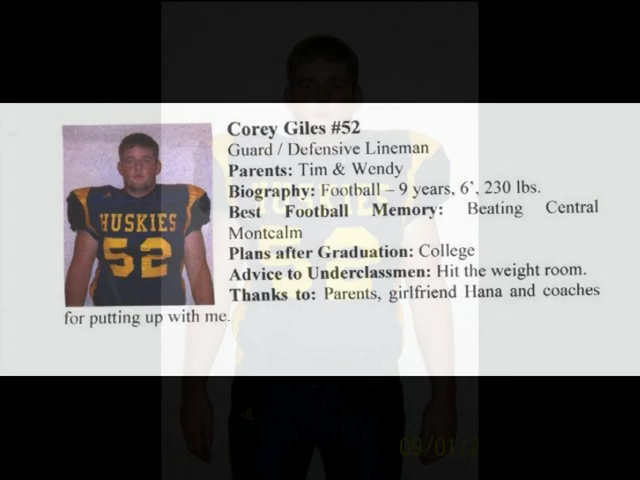 Corey Giles #52
Guard / Defensive Lineman
Parents: Tim & Wendy
Biography: Football – 9 years, 6', 230 lbs.
Best Football Memory: Beating Central
Montcalm
Plans after Graduation: College
Advice to Underclassmen: Hit the weight room.
Thanks to: Parents, girlfriend Hana and coaches
for putting up with me.
HUSKIES
52